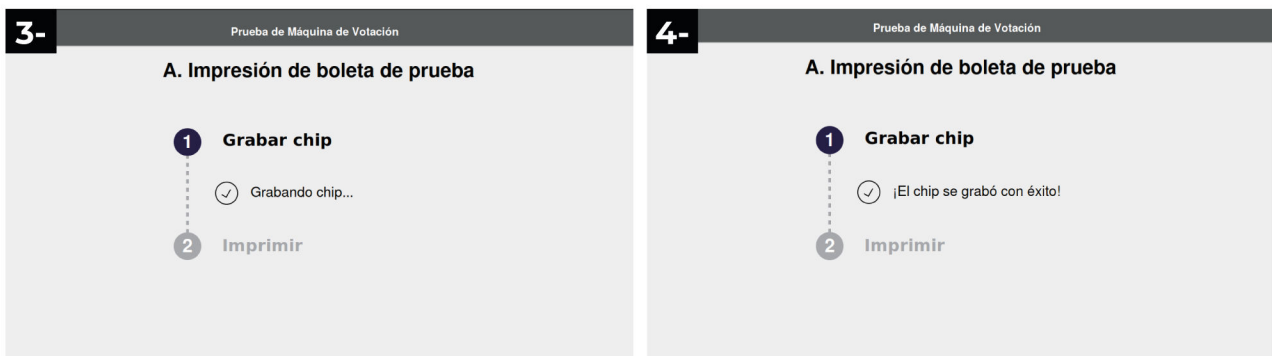 3-
Prueba de Máquina de Votación
A. Impresión de boleta de prueba
1 Grabar chip
Grabando chip...
2 Imprimir
4-
Prueba de Máquina de Votación
A. Impresión de boleta de prueba
1 Grabar chip
¡El chip se grabó con éxito!
2 Imprimir